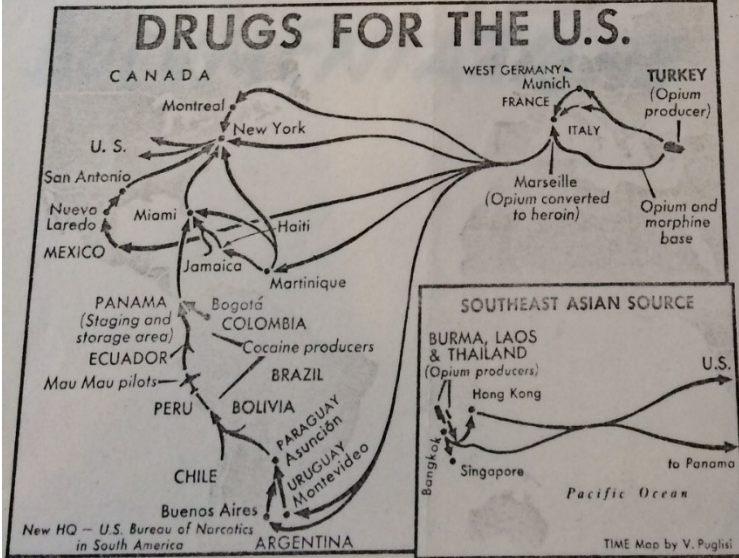 DRUGS FOR THE U.S.
CANADA
Montreal
New York
U. S.
San Antonio
Nuevo
Laredo
MEXICO
Miami
Haiti
Jamaica
Martinique
WEST GERMANY
Munich
FRANCE
ITALY
TURKEY
(Opium
producer)
Marseille
(Opium converted
to heroin)
Opium and
morphine
base
PANAMA
(Staging and
storage area)
Bogotá
COLOMBIA
ECUADOR
Cocaine producers
Mau Mau pilots
BRAZIL
PERU
BOLIVIA
PARAGUAY
Asunción
CHILE
URUGUAY
Montevideo
Buenos Aires
New HQ — U.S. Bureau of Narcotics
in South America
ARGENTINA
SOUTHEAST ASIAN SOURCE
BURMA, LAOS
& THAILAND
(Opium producers)
U.S.
Hong Kong
Bangkok
Singapore
to Panama
Pacific Ocean
TIME Map by V. Puglisi